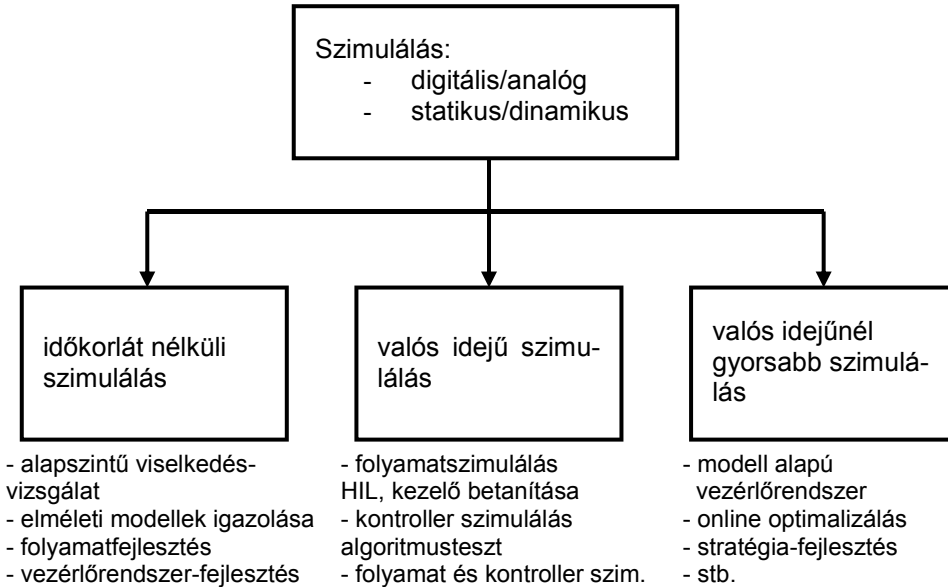 Szimulálás:
- digitális/analóg
- statikus/dinamikus
időkorlát nélküli
szimulálás
- alapszintű viselkedés-
vizsgálat
- elméleti modellek igazolása
- folyamatfejlesztés
- vezérlőrendszer-fejlesztés
valós idejű szimu-
lálás
- folyamatszimulálás
HIL, kezelő betanítása
- kontroller szimulálás
algoritmusteszt
- folyamat és kontroller szim.
valós idejűnél
gyorsabb szimulá-
lás
- modell alapú
vezérlőrendszer
- online optimalizálás
- stratégia-fejlesztés
- stb.